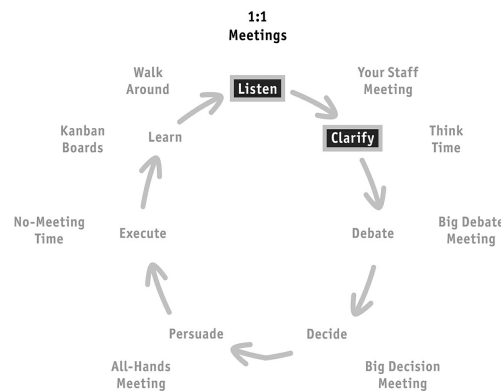 1:1
Meetings
Walk
Around
Listen
Your Staff
Meeting
Kanban
Boards
Learn
Clarify
Think
Time
No-Meeting
Time
Execute
Debate
Big Debate
Meeting
Persuade
Decide
All-Hands
Meeting
Big Decision
Meeting